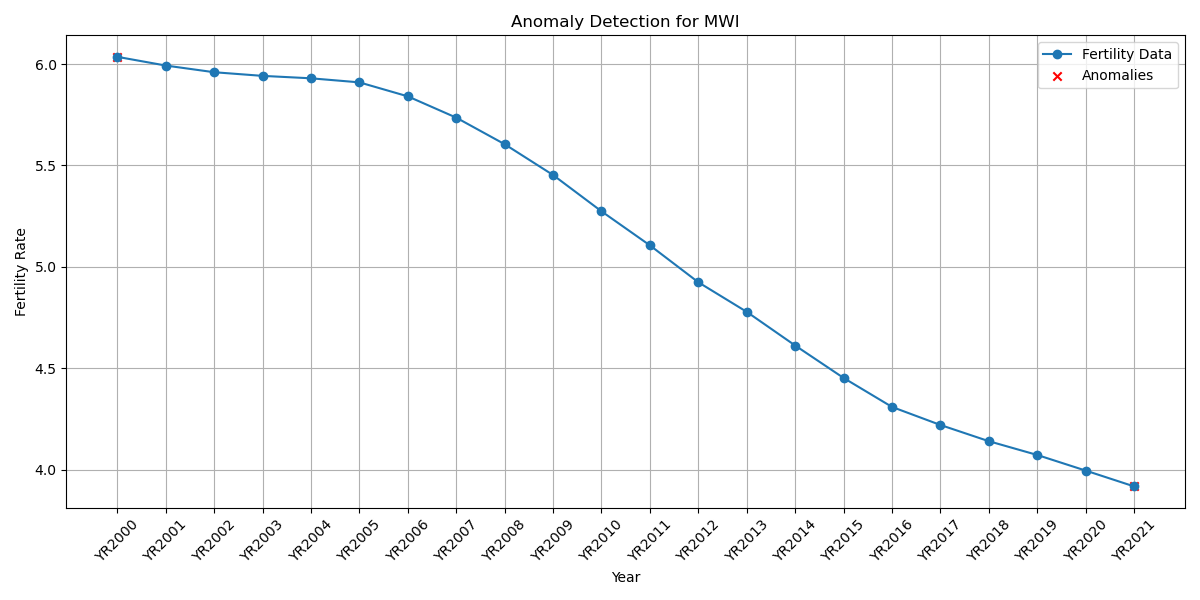 Anomaly Detection for MWI
Fertility Data
Anomalies
Fertility Rate
6.0
5.5
5.0
4.5
4.0
YR2000
YR2001
YR2002
YR2003
YR2004
YR2005
YR2006
YR2007
YR2008
YR2009
YR2010
YR2011
YR2012
YR2013
YR2014
YR2015
YR2016
YR2017
YR2018
YR2019
YR2020
YR2021
Year